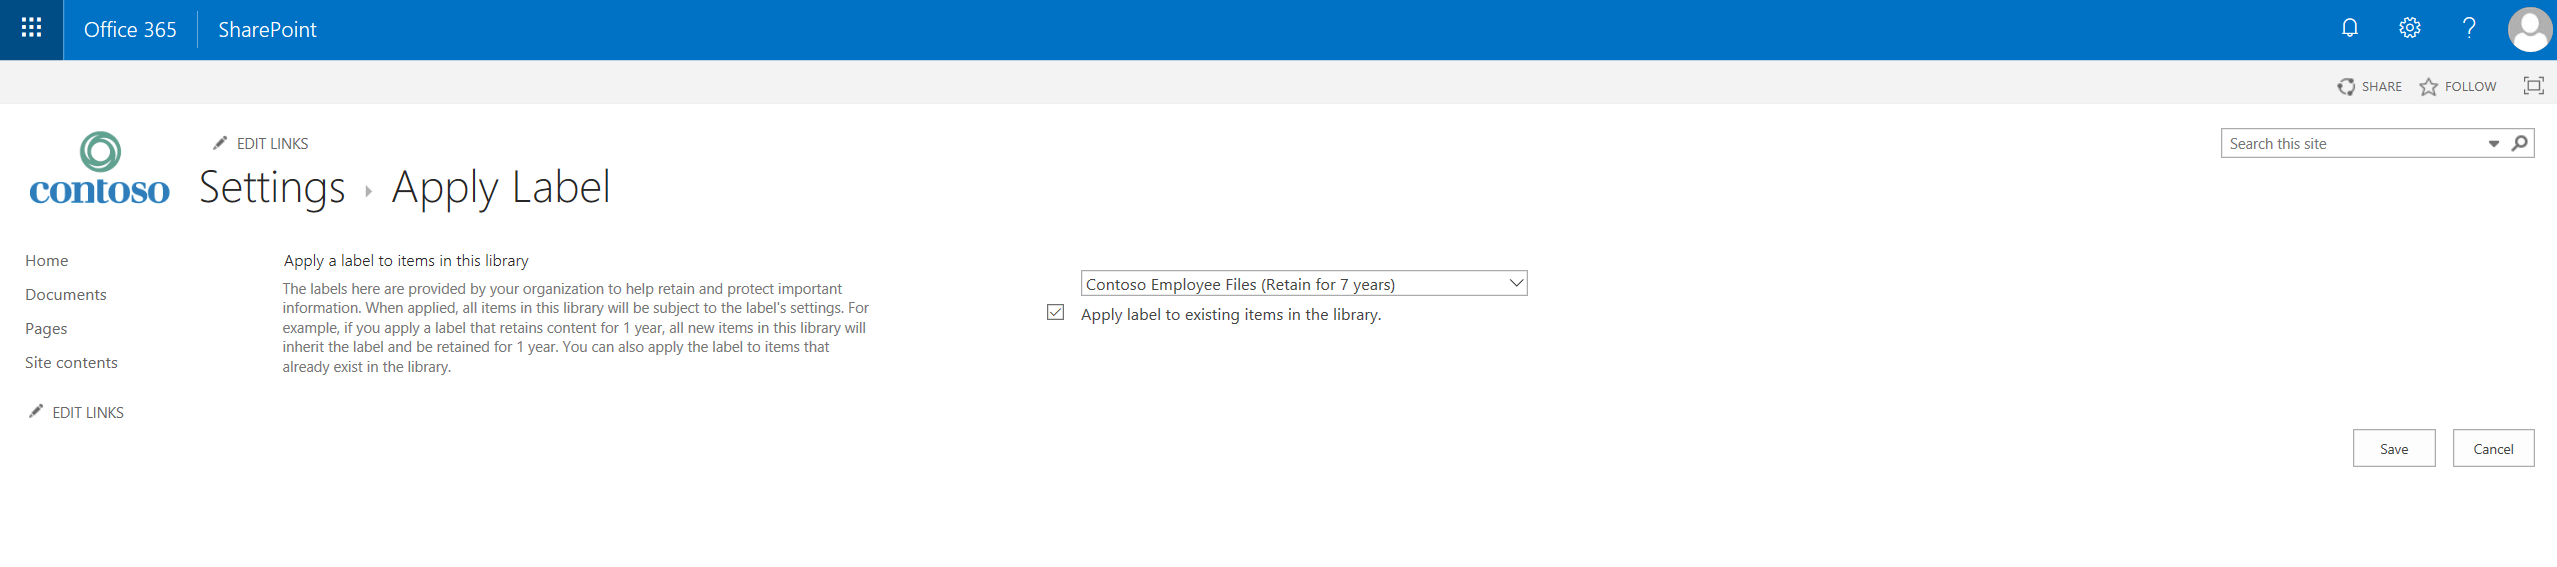 Office 365
SharePoint
SHARE
FOLLOW
contoso
EDIT LINKS
Search this site
Settings
Apply Label
Home
Documents
Pages
Site contents
EDIT LINKS
Apply a label to items in this library
The labels here are provided by your organization to help retain and protect important
information. When applied, all items in this library will be subject to the label's settings. For
example, if you apply a label that retains content for 1 year, all new items in this library will
inherit the label and be retained for 1 year. You can also apply the label to items that
already exist in the library.
Contoso Employee Files (Retain for 7 years)
Apply label to existing items in the library.
Save
Cancel